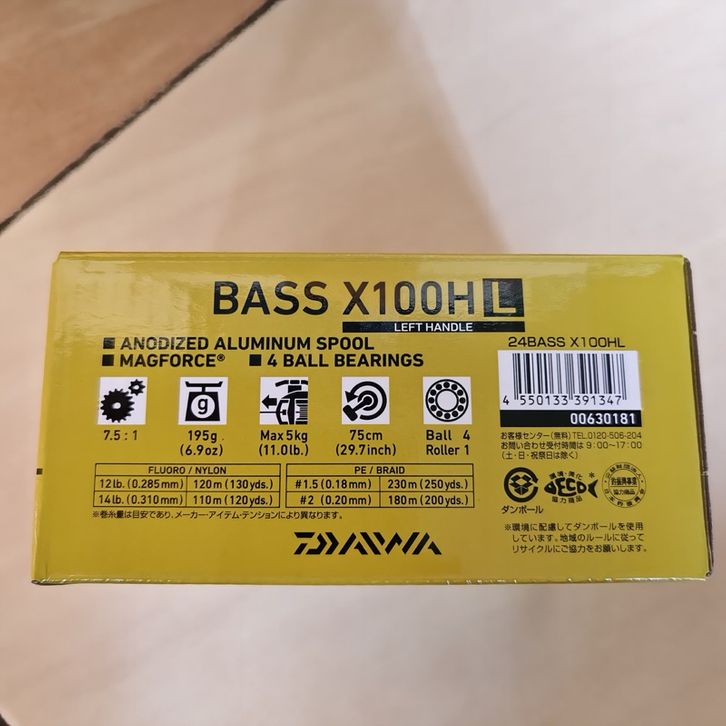 BASS X100H L
LEFT HANDLE
■ ANODIZED ALUMINUM SPOOL
■ MAGFORCE® ■ 4 BALL BEARINGS
g
7.5 : 1
195g
(6.9oz)
Max5kg
(11.0lb.)
75cm
(29.7inch)
Ball 4
Roller 1
FLUORO / NYLON
12lb. (0.285mm) 120m (130yds.)
14lb. (0.310mm) 110m (120yds.)
PE / BRAID
#1.5 (0.18mm) 230m (250yds.)
#2 (0.20mm) 180m (200yds.)
※巻糸量は目安であり、メーカー・アイテム・テンションにより異なります。
DAIWA
24BASS X100HL
4 550133 391347
00630181
お客様センター(無料)TEL.0120-506-204
お問い合わせ受付時間は 9:00〜17:00
(土・日・祝祭日は除く)
ダンボール
ECO
協力商品
※環境に配慮してダンボールを使用
しています。地域のルールに従って
リサイクルにご協力をお願いします。